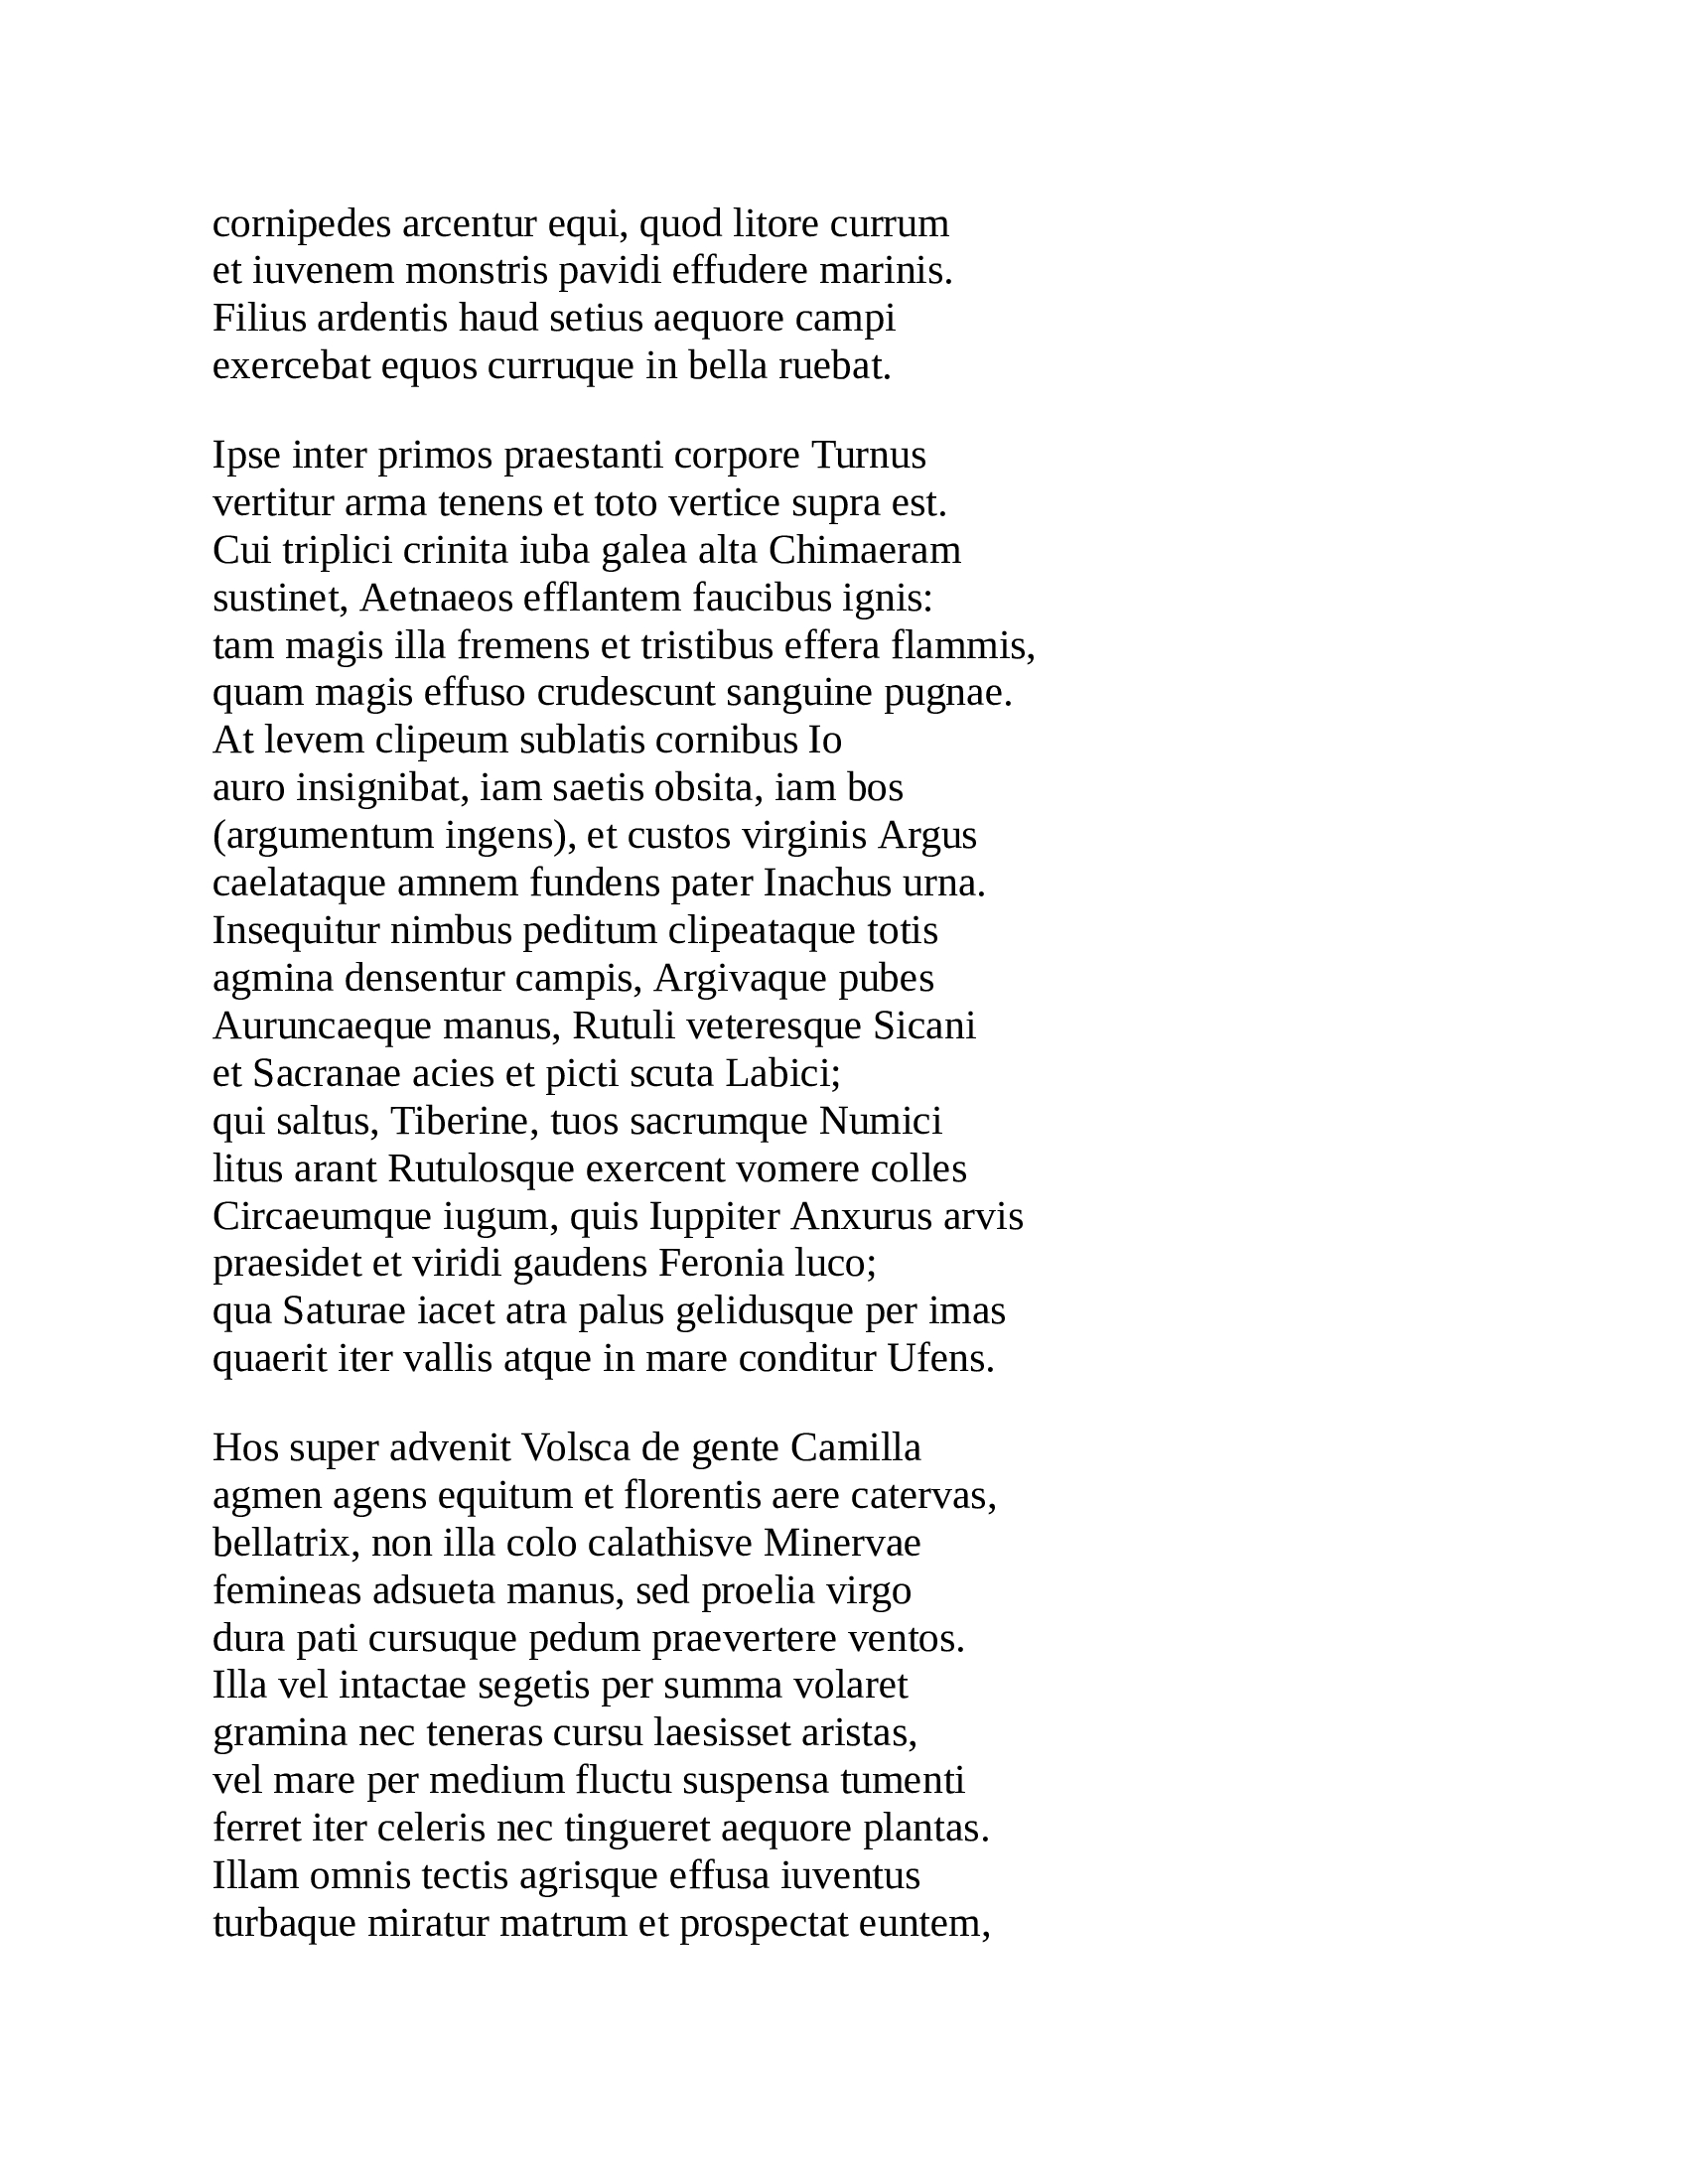 cornipedes arcentur equi, quod litore currum
et iuvenem monstris pavidi effudere marinis.
Filius ardentis haud setius aequore campi
exercebat equos curruque in bella ruebat.

Ipse inter primos praestanti corpore Turnus
vertitur arma tenens et toto vertice supra est.
Cui triplici crinita iuba galea alta Chimaeram
sustinet, Aetnaeos efflantem faucibus ignis:
tam magis illa fremens et tristibus effera flammis,
quam magis effuso crudescunt sanguine pugnae.
At levem clipeum sublatis cornibus Io
auro insignibat, iam saetis obsita, iam bos
(argumentum ingens), et custos virginis Argus
caelataque amnem fundens pater Inachus urna.
Insequitur nimbus peditum clipeataque totis
agmina densentur campis, Argivaque pubes
Auruncaeque manus, Rutuli veteresque Sicani
et Sacranae acies et picti scuta Labici;
qui saltus, Tiberine, tuos sacrumque Numici
litus arant Rutulosque exercent vomere colles
Circaeumque iugum, quis Iuppiter Anxurus arvis
praesidet et viridi gaudens Feronia luco;
qua Saturae iacet atra palus gelidusque per imas
quaerit iter vallis atque in mare conditur Ufens.

Hos super advenit Volsca de gente Camilla
agmen agens equitum et florentis aere catervas,
bellatrix, non illa colo calathisve Minervae
femineas adsueta manus, sed proelia virgo
dura pati cursuque pedum praevertere ventos.
Illa vel intactae segetis per summa volaret
gramina nec teneras cursu laesisset aristas,
vel mare per medium fluctu suspensa tumenti
ferret iter celeris nec tingueret aequore plantas.
Illam omnis tectis agrisque effusa iuventus
turbaque miratur matrum et prospectat euntem,